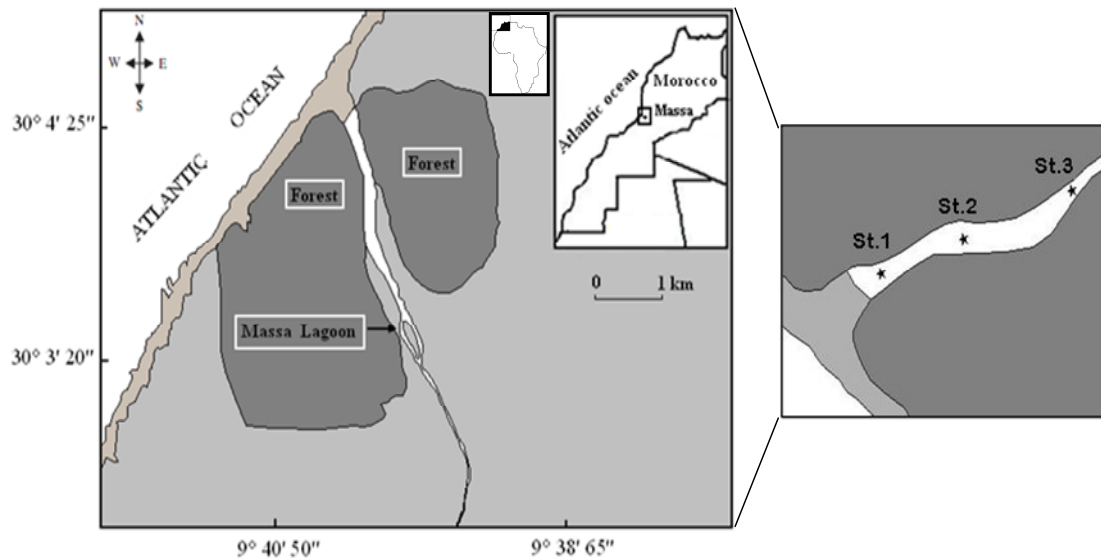 N
W E
S
ATLANTIC OCEAN
30° 4' 25"
30° 3' 20"
9° 40' 50"
9° 38' 65"
Forest
Forest
Massa Lagoon
Atlantic ocean
Morocco
Massa
0 1 km
St.1
St.2
St.3